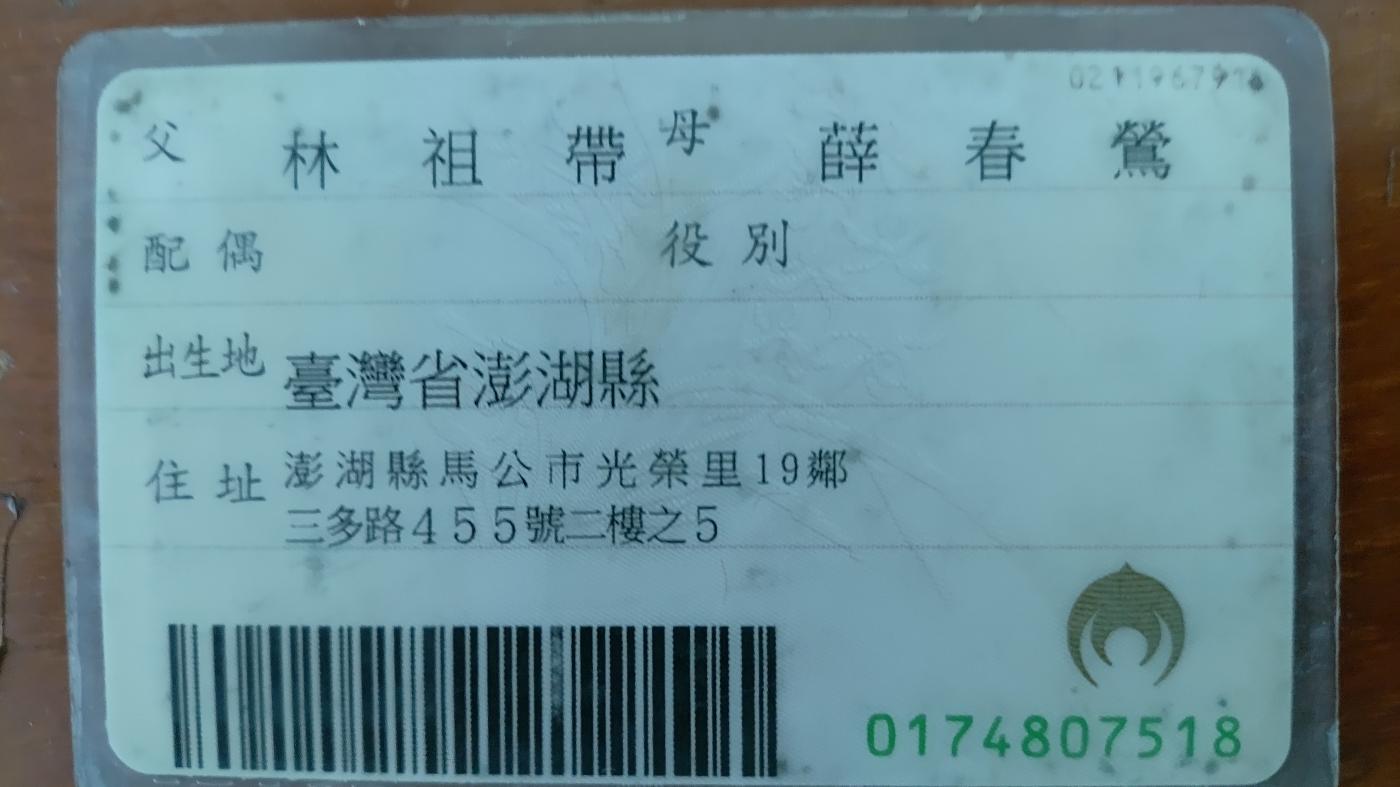 父 林祖帶 母 薛春鶯
配偶 役別
出生地 臺灣省澎湖縣
住址 澎湖縣馬公市光榮里19鄰
三多路455號二樓之5
0174807518